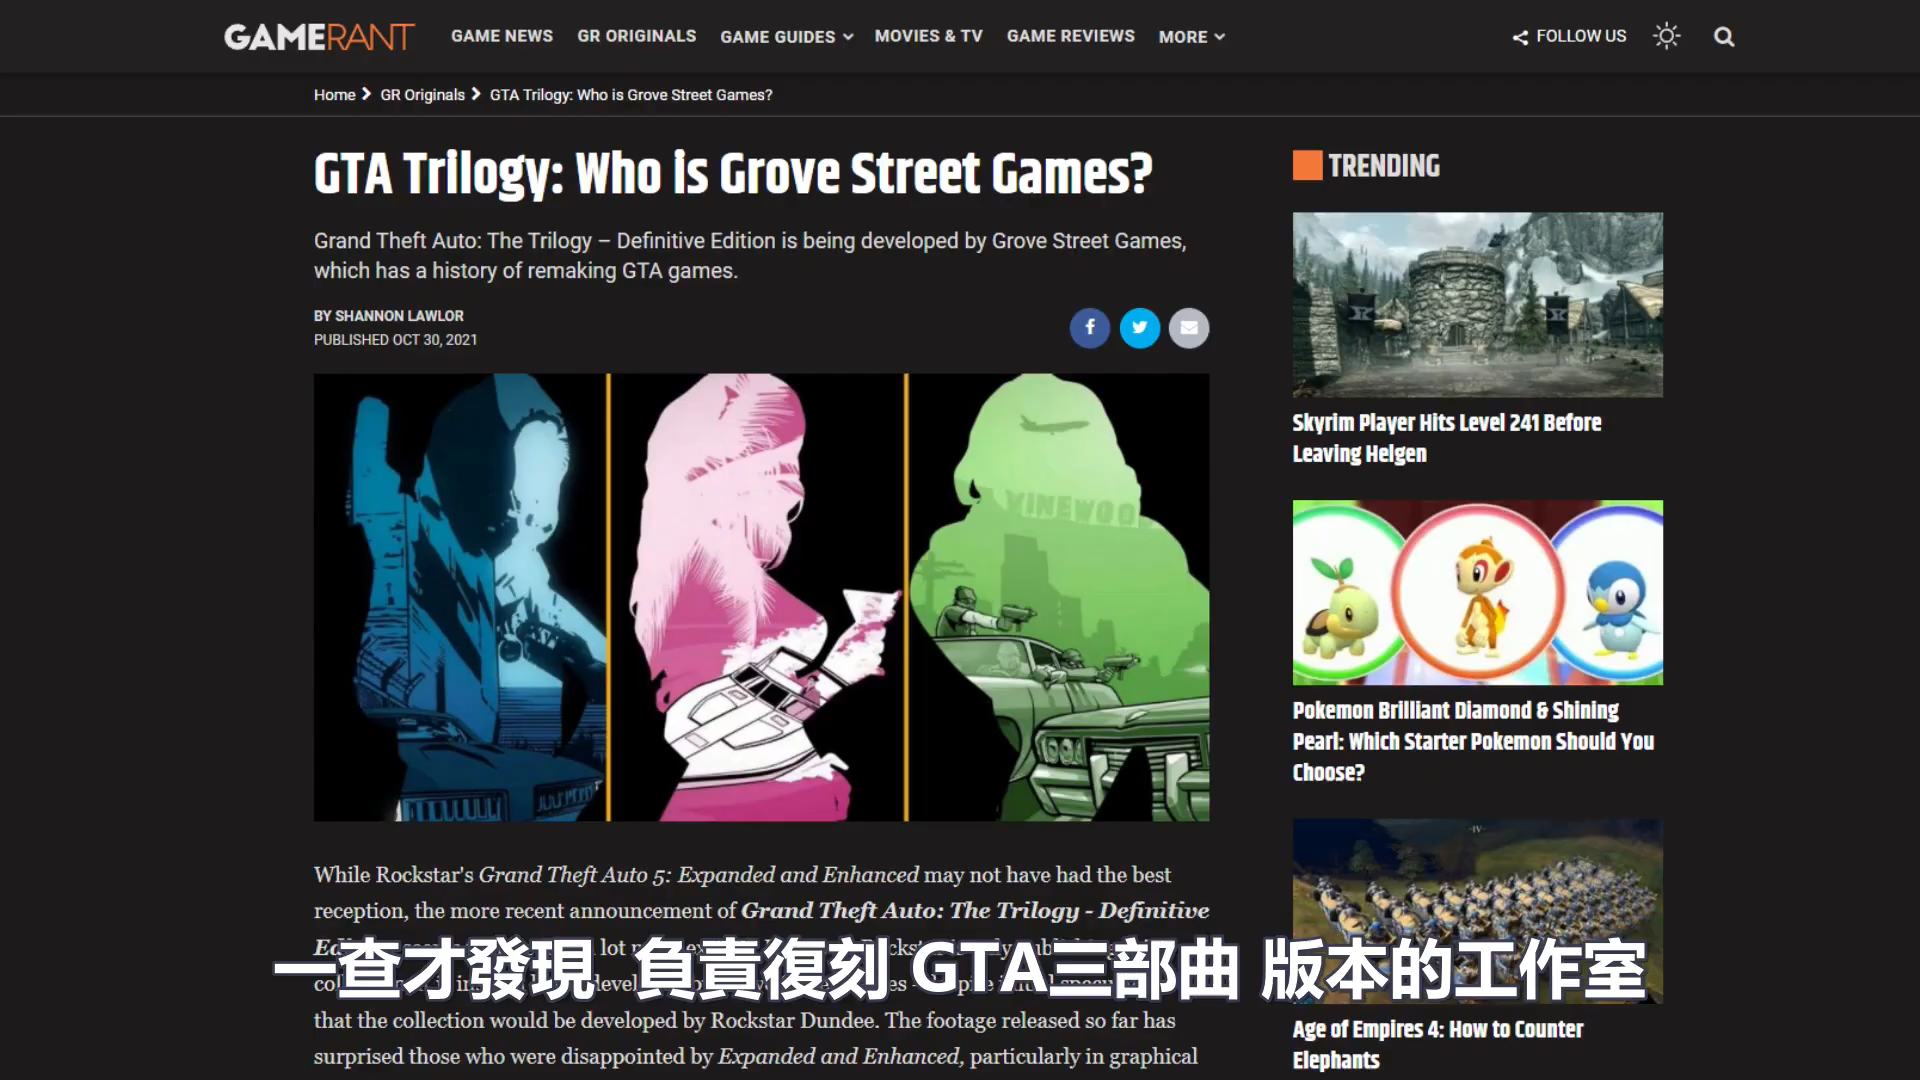 GAMERANT
GAME NEWS
GR ORIGINALS
GAME GUIDES
MOVIES & TV
GAME REVIEWS
MORE
FOLLOW US
Home > GR Originals > GTA Trilogy: Who is Grove Street Games?
GTA Trilogy: Who is Grove Street Games?
Grand Theft Auto: The Trilogy – Definitive Edition is being developed by Grove Street Games,
which has a history of remaking GTA games.
BY SHANNON LAWLOR
PUBLISHED OCT 30, 2021
VINEWOO
While Rockstar's Grand Theft Auto 5: Expanded and Enhanced may not have had the best
reception, the more recent announcement of Grand Theft Auto: The Trilogy - Definitive
lot
一查才發現 負責復刻 GTA三部曲 版本的工作室
that the collection would be developed by Rockstar Dundee. The footage released so far has
surprised those who were disappointed by Expanded and Enhanced, particularly in graphical
TRENDING
Skyrim Player Hits Level 241 Before
Leaving Helgen
Pokemon Brilliant Diamond & Shining
Pearl: Which Starter Pokemon Should You
Choose?
-IV-
Age of Empires 4: How to Counter
Elephants